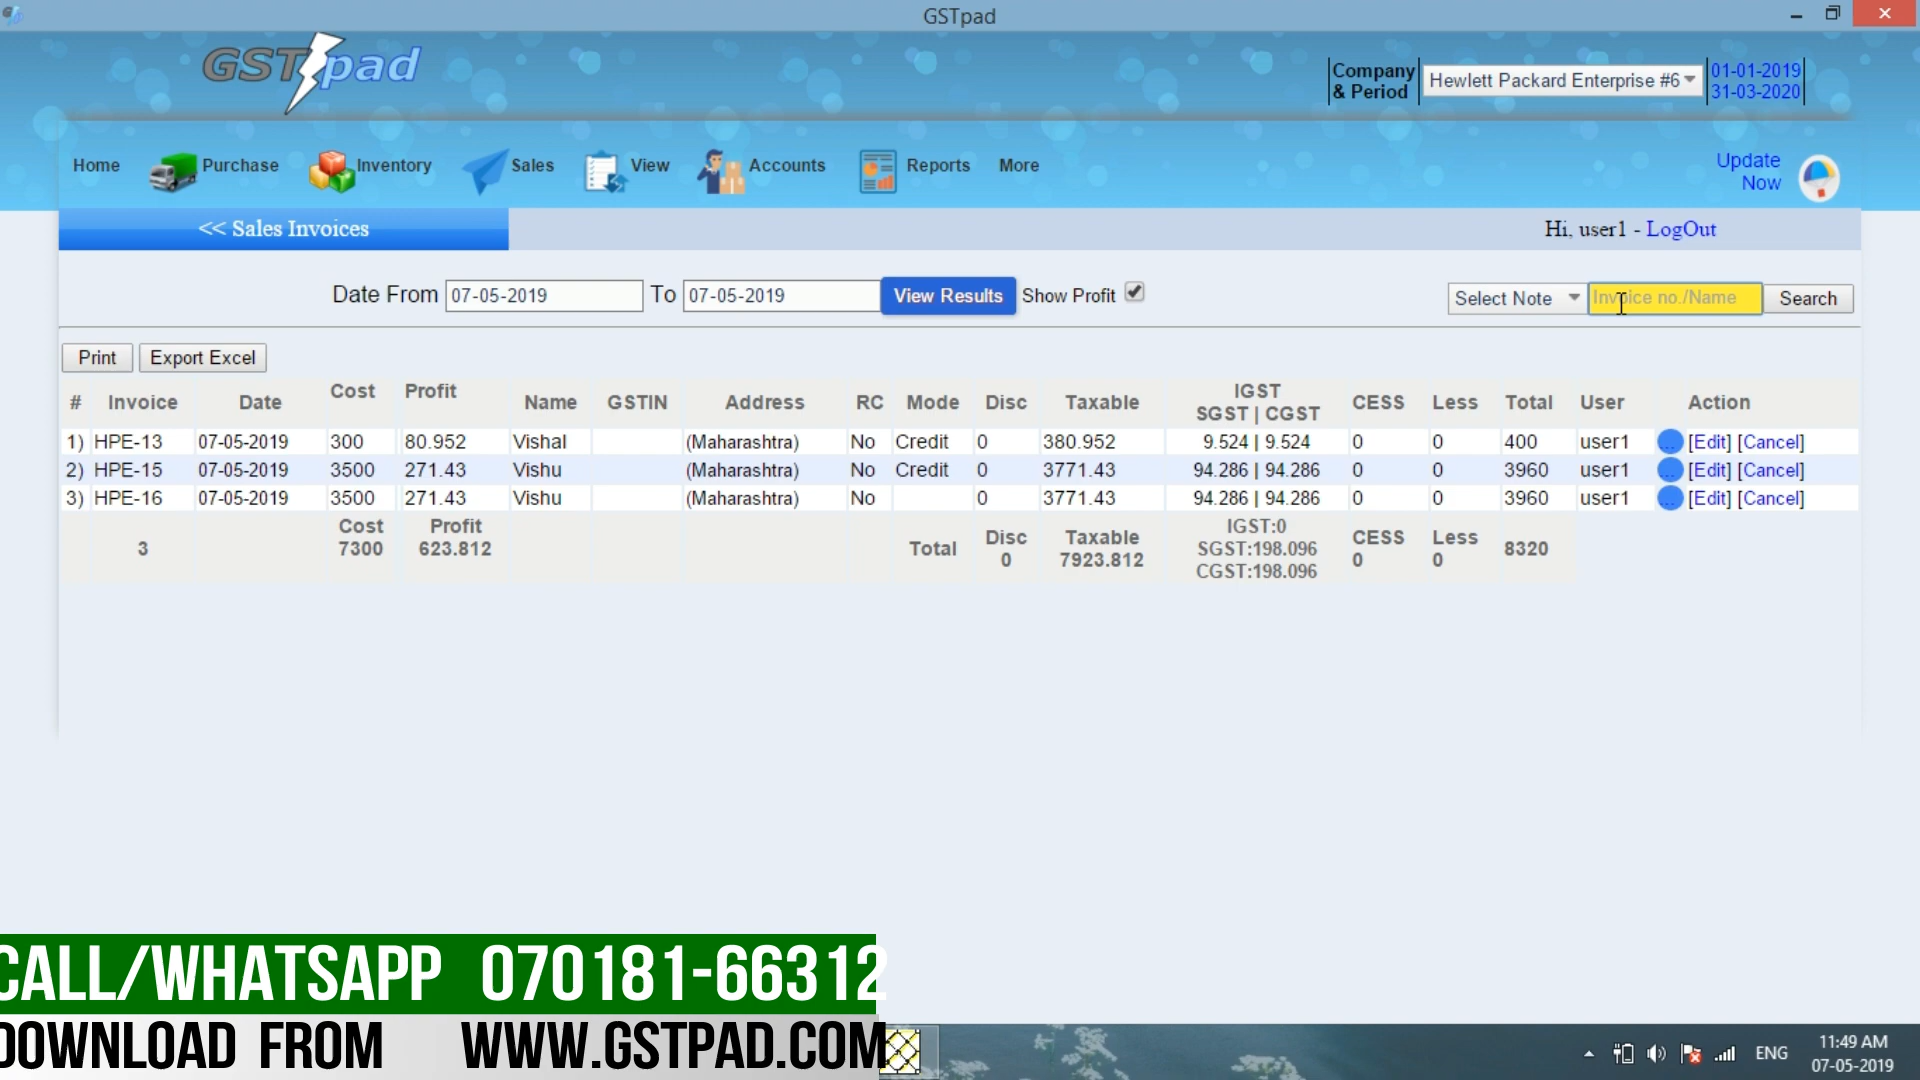 GSTpad
GSTpad
Company
& Period
Hewlett Packard Enterprise #6
01-01-2019
31-03-2020
Home Purchase Inventory Sales View Accounts Reports More
Update
Now
<< Sales Invoices
Hi, user1 - LogOut
Date From 07-05-2019 To 07-05-2019 View Results Show Profit
Select Note Invoice no./Name Search
Print Export Excel
# Invoice Date Cost Profit Name GSTIN Address RC Mode Disc Taxable IGST SGST | CGST CESS Less Total User Action
1) HPE-13 07-05-2019 300 80.952 Vishal (Maharashtra) No Credit 0 380.952 9.524 | 9.524 0 0 400 user1 ... [Edit] [Cancel]
2) HPE-15 07-05-2019 3500 271.43 Vishu (Maharashtra) No Credit 0 3771.43 94.286 | 94.286 0 0 3960 user1 ... [Edit] [Cancel]
3) HPE-16 07-05-2019 3500 271.43 Vishu (Maharashtra) No 0 3771.43 94.286 | 94.286 0 0 3960 user1 ... [Edit] [Cancel]
3 Cost 7300 Profit 623.812 Total Disc 0 Taxable 7923.812 IGST:0 SGST:198.096 CGST:198.096 CESS 0 Less 0 8320
CALL/WHATSAPP 070181-66312
DOWNLOAD FROM WWW.GSTPAD.COM
ENG
11:49 AM
07-05-2019